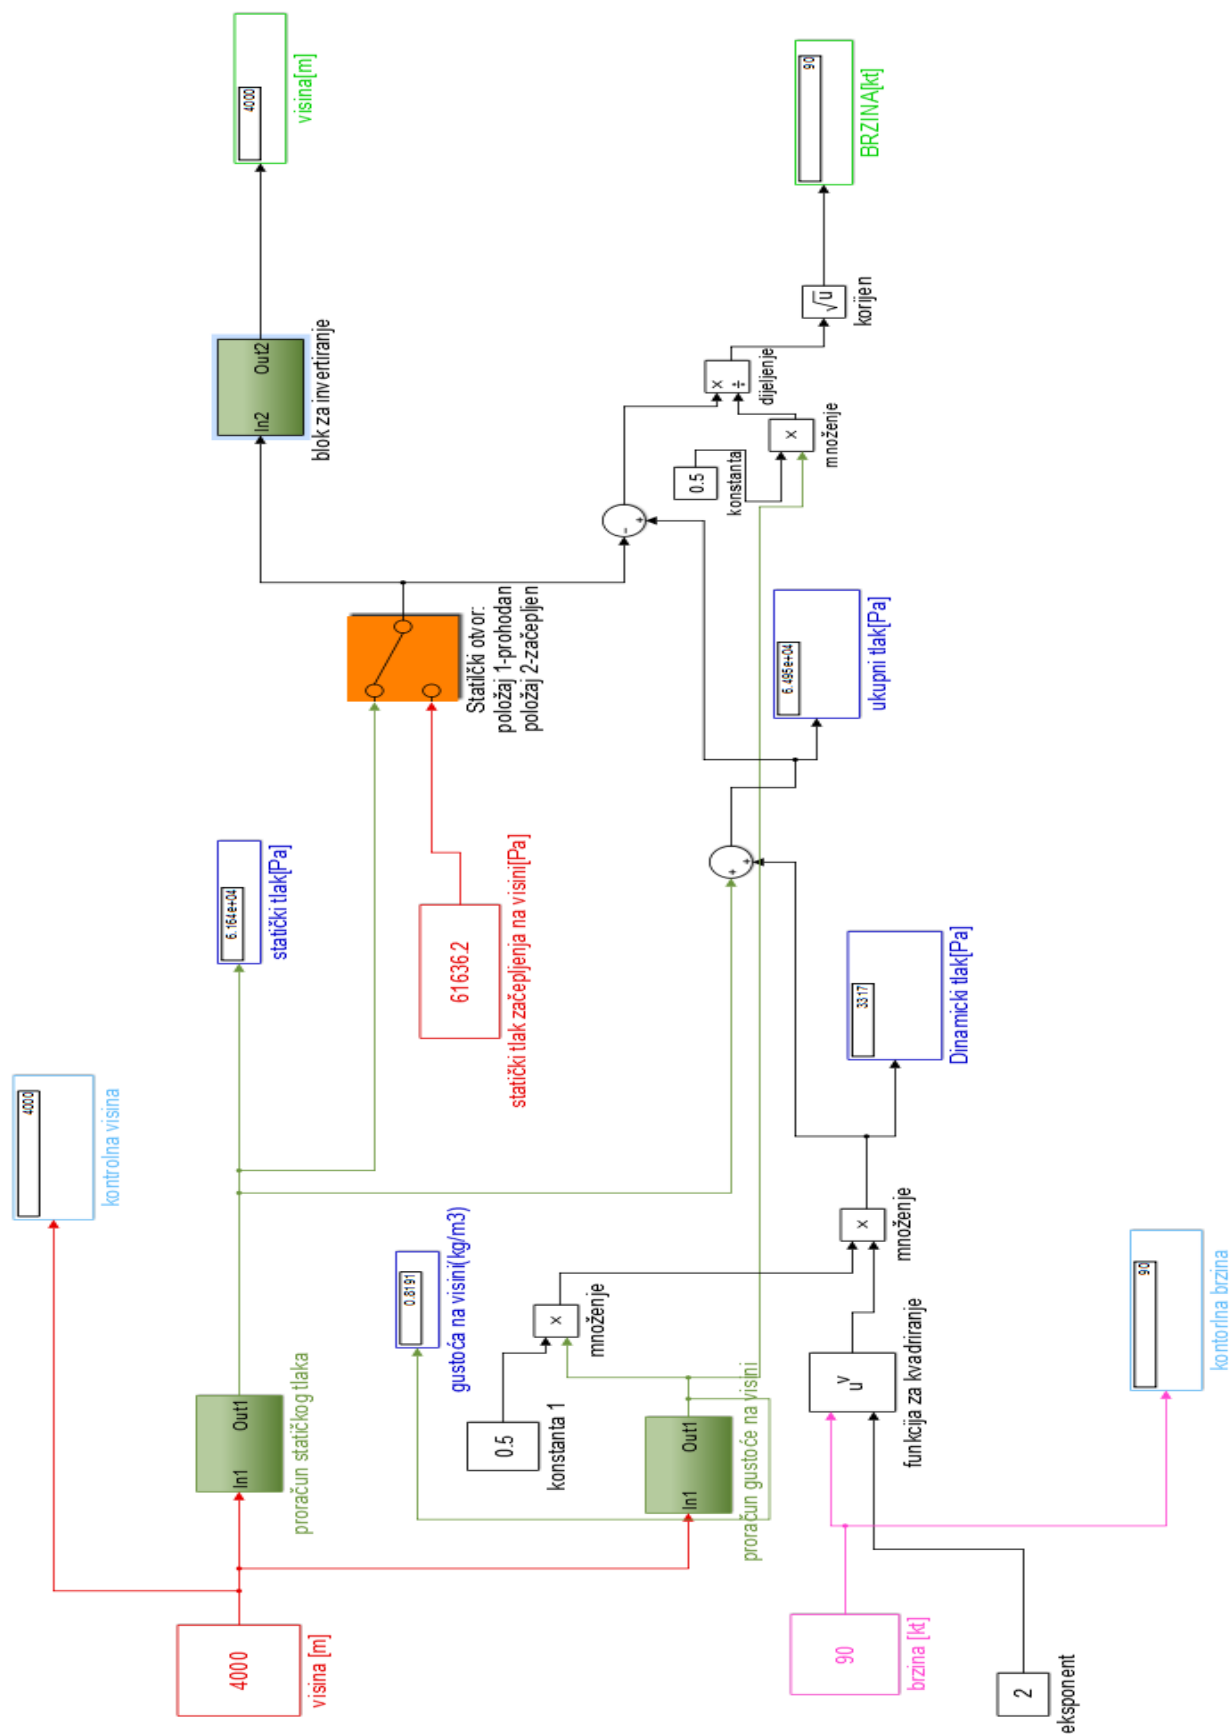 4000
visina [m]
4000
kontrolna visina
In1
Out1
proračun statičkog tlaka
6.164e+04
statički tlak[Pa]
In2
Out2
blok za invertiranje
4000
visina[m]
61636.2
statički tlak začepljenja na visini[Pa]
Statilčki otvor:
položaj 1-prohodan
položaj 2-začepljen
0.8191
gustoća na visini(kg/m3)
0.5
konstanta 1
x
množenje
In1
Out1
proračun gustoće na visini
+
+
-
+
0.5
konstanta
x
÷
dijeljenje
x
množenje
√u
korijen
90
BRZINA[kt]
6.495e+04
ukupni tlak[Pa]
3317
Dinamicki tlak[Pa]
90
brzina [kt]
u^v
funkcija za kvadriranje
x
množenje
2
eksponent
90
kontorlna brzina